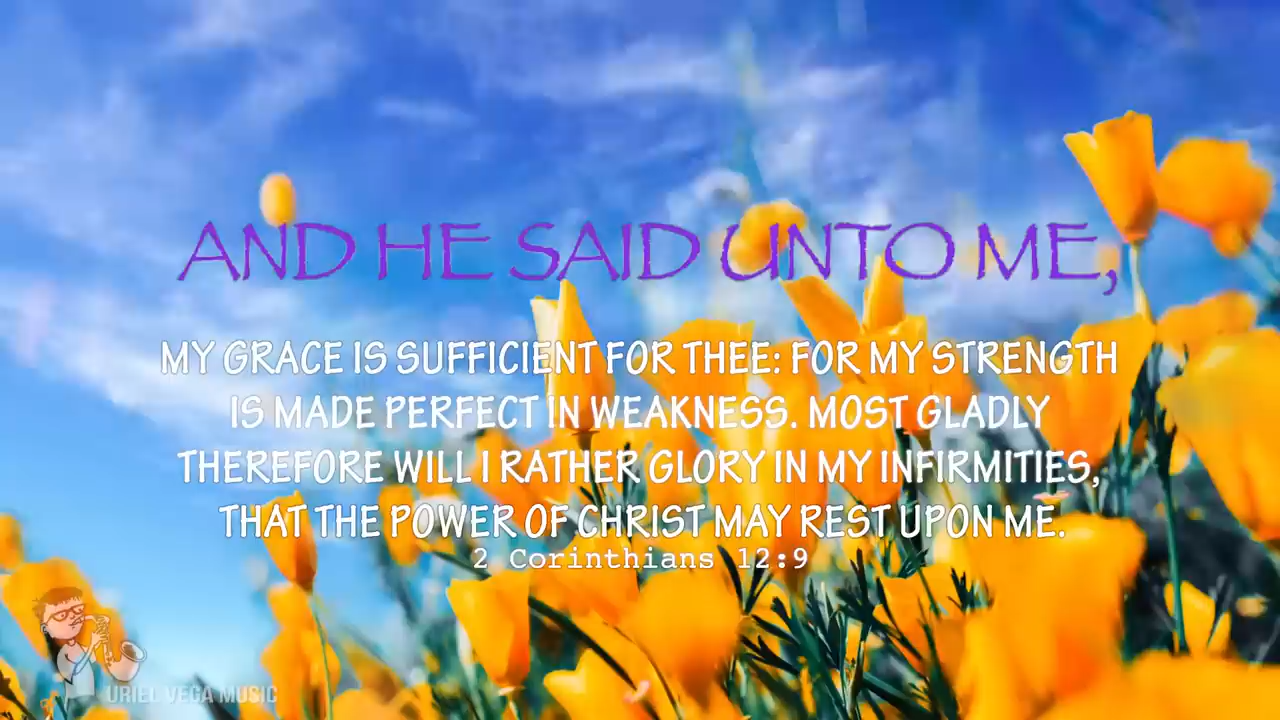 AND HE SAID UNTO ME,
MY GRACE IS SUFFICIENT FOR THEE: FOR MY STRENGTH
IS MADE PERFECT IN WEAKNESS. MOST GLADLY
THEREFORE WILL I RATHER GLORY IN MY INFIRMITIES,
THAT THE POWER OF CHRIST MAY REST UPON ME.
2 Corinthians 12:9
URIEL VEGA MUSIC